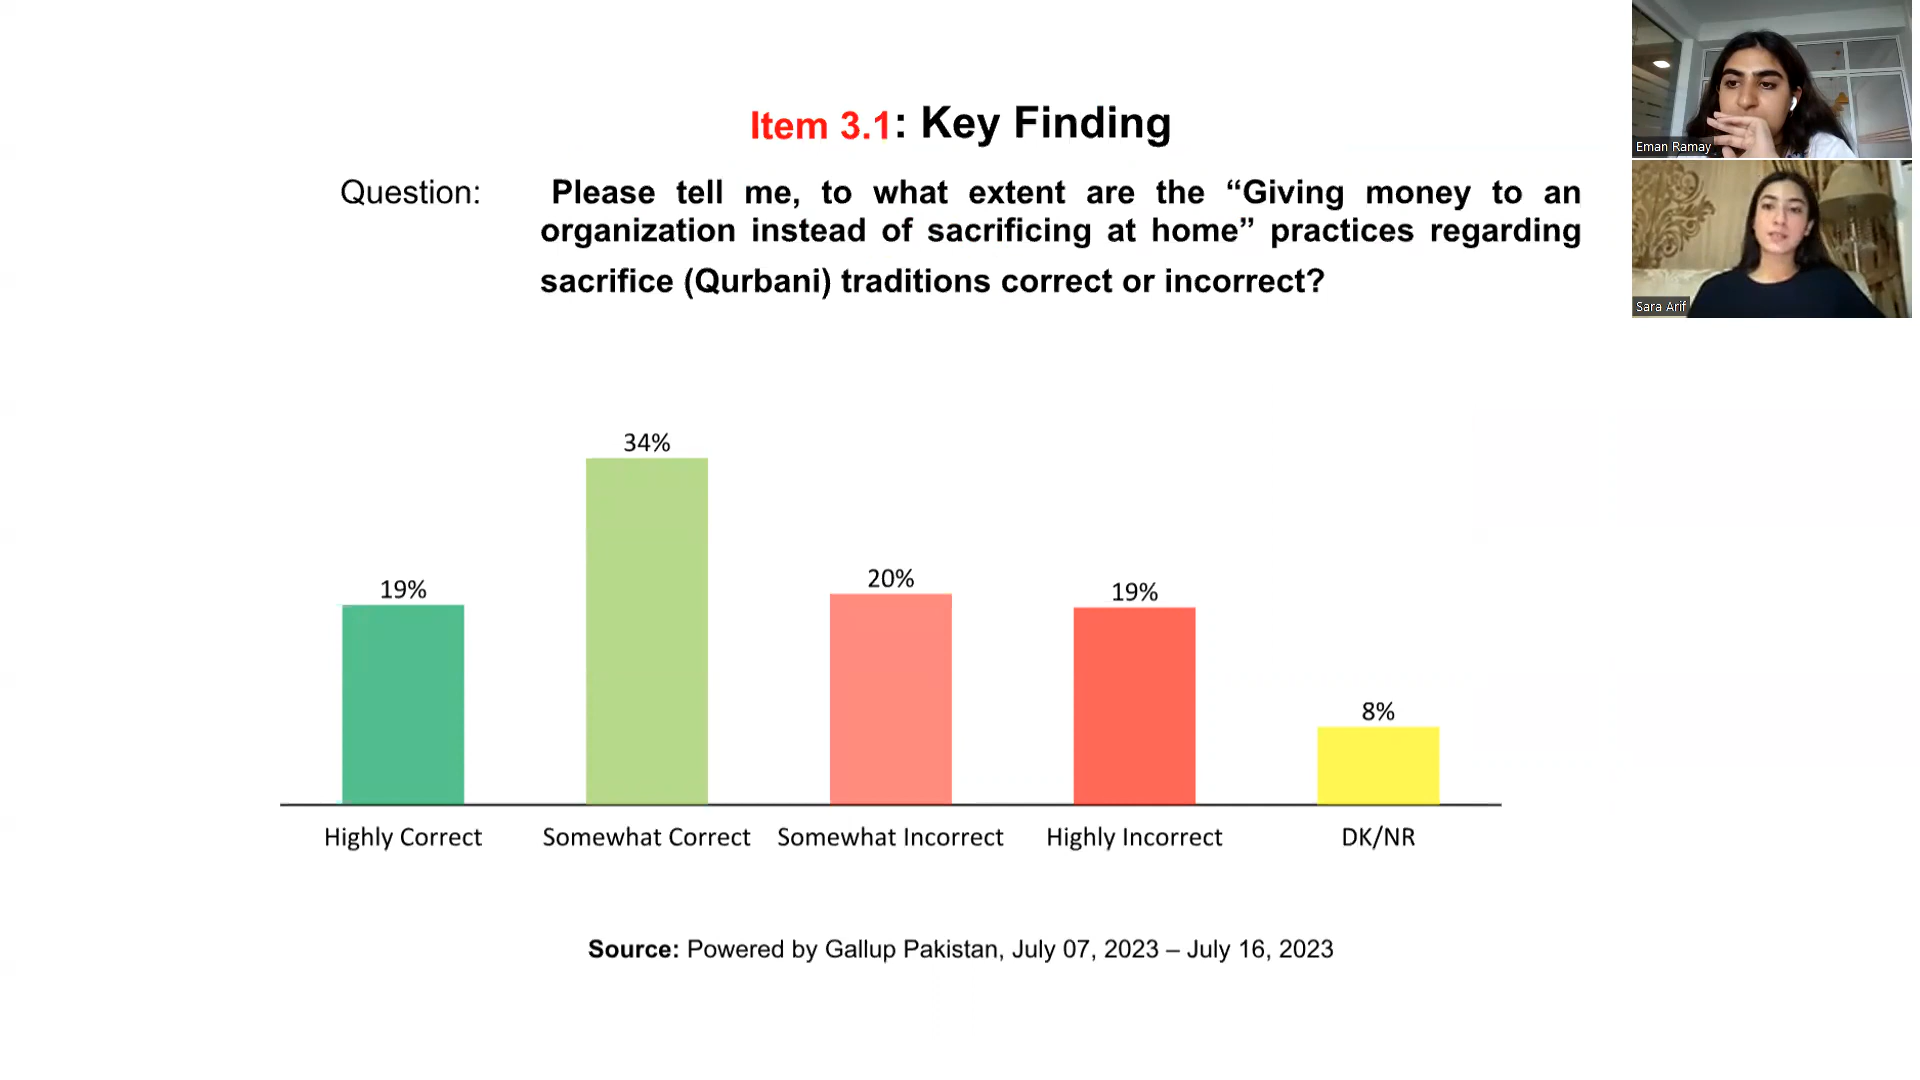 Item 3.1: Key Finding
Question: Please tell me, to what extent are the “Giving money to an
organization instead of sacrificing at home” practices regarding
sacrifice (Qurbani) traditions correct or incorrect?
34%
19%
20%
19%
8%
Highly Correct
Somewhat Correct
Somewhat Incorrect
Highly Incorrect
DK/NR
Source: Powered by Gallup Pakistan, July 07, 2023 – July 16, 2023
Eman Ramay
Sara Arif